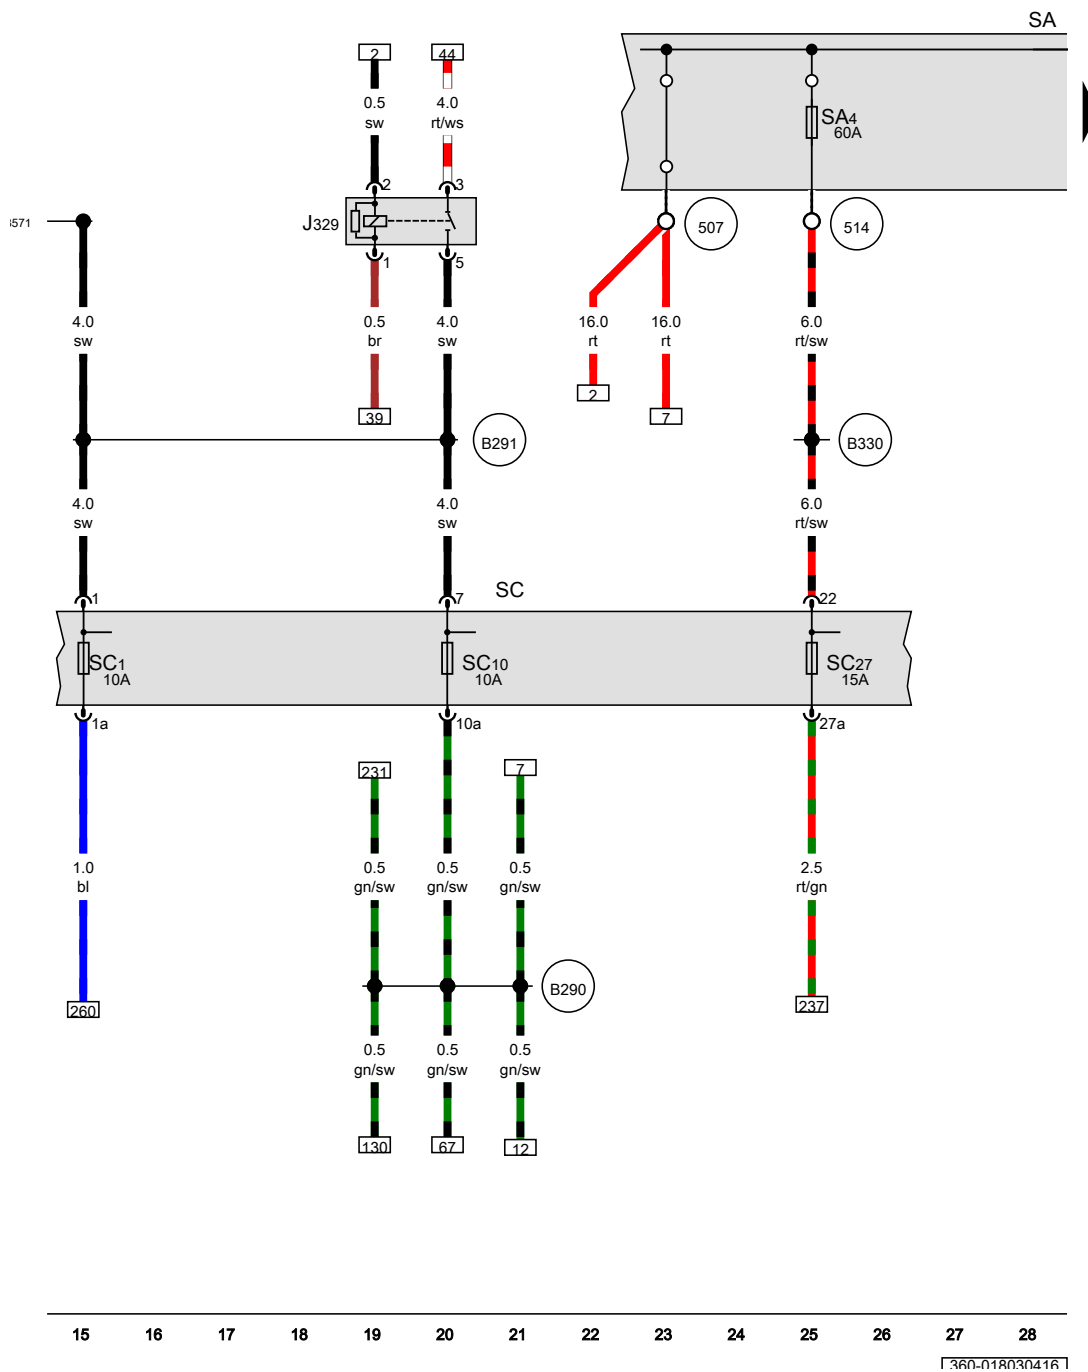 SA
2 44
0.5 4.0
sw rt/ws
SA4
60A
2 3
J329
1 5
507 514
4.0 0.5 4.0 16.0 16.0 6.0
sw br sw rt rt rt/sw
39 2 7
B291 B330
4.0 4.0 6.0
sw sw rt/sw
1 7 SC 22
SC1 SC10 SC27
10A 10A 15A
1a 10a 27a
231 7
1.0 0.5 0.5 0.5 2.5
bl gn/sw gn/sw gn/sw rt/gn
B290
260 237
0.5 0.5 0.5
gn/sw gn/sw gn/sw
130 67 12
15 16 17 18 19 20 21 22 23 24 25 26 27 28
360-018030416